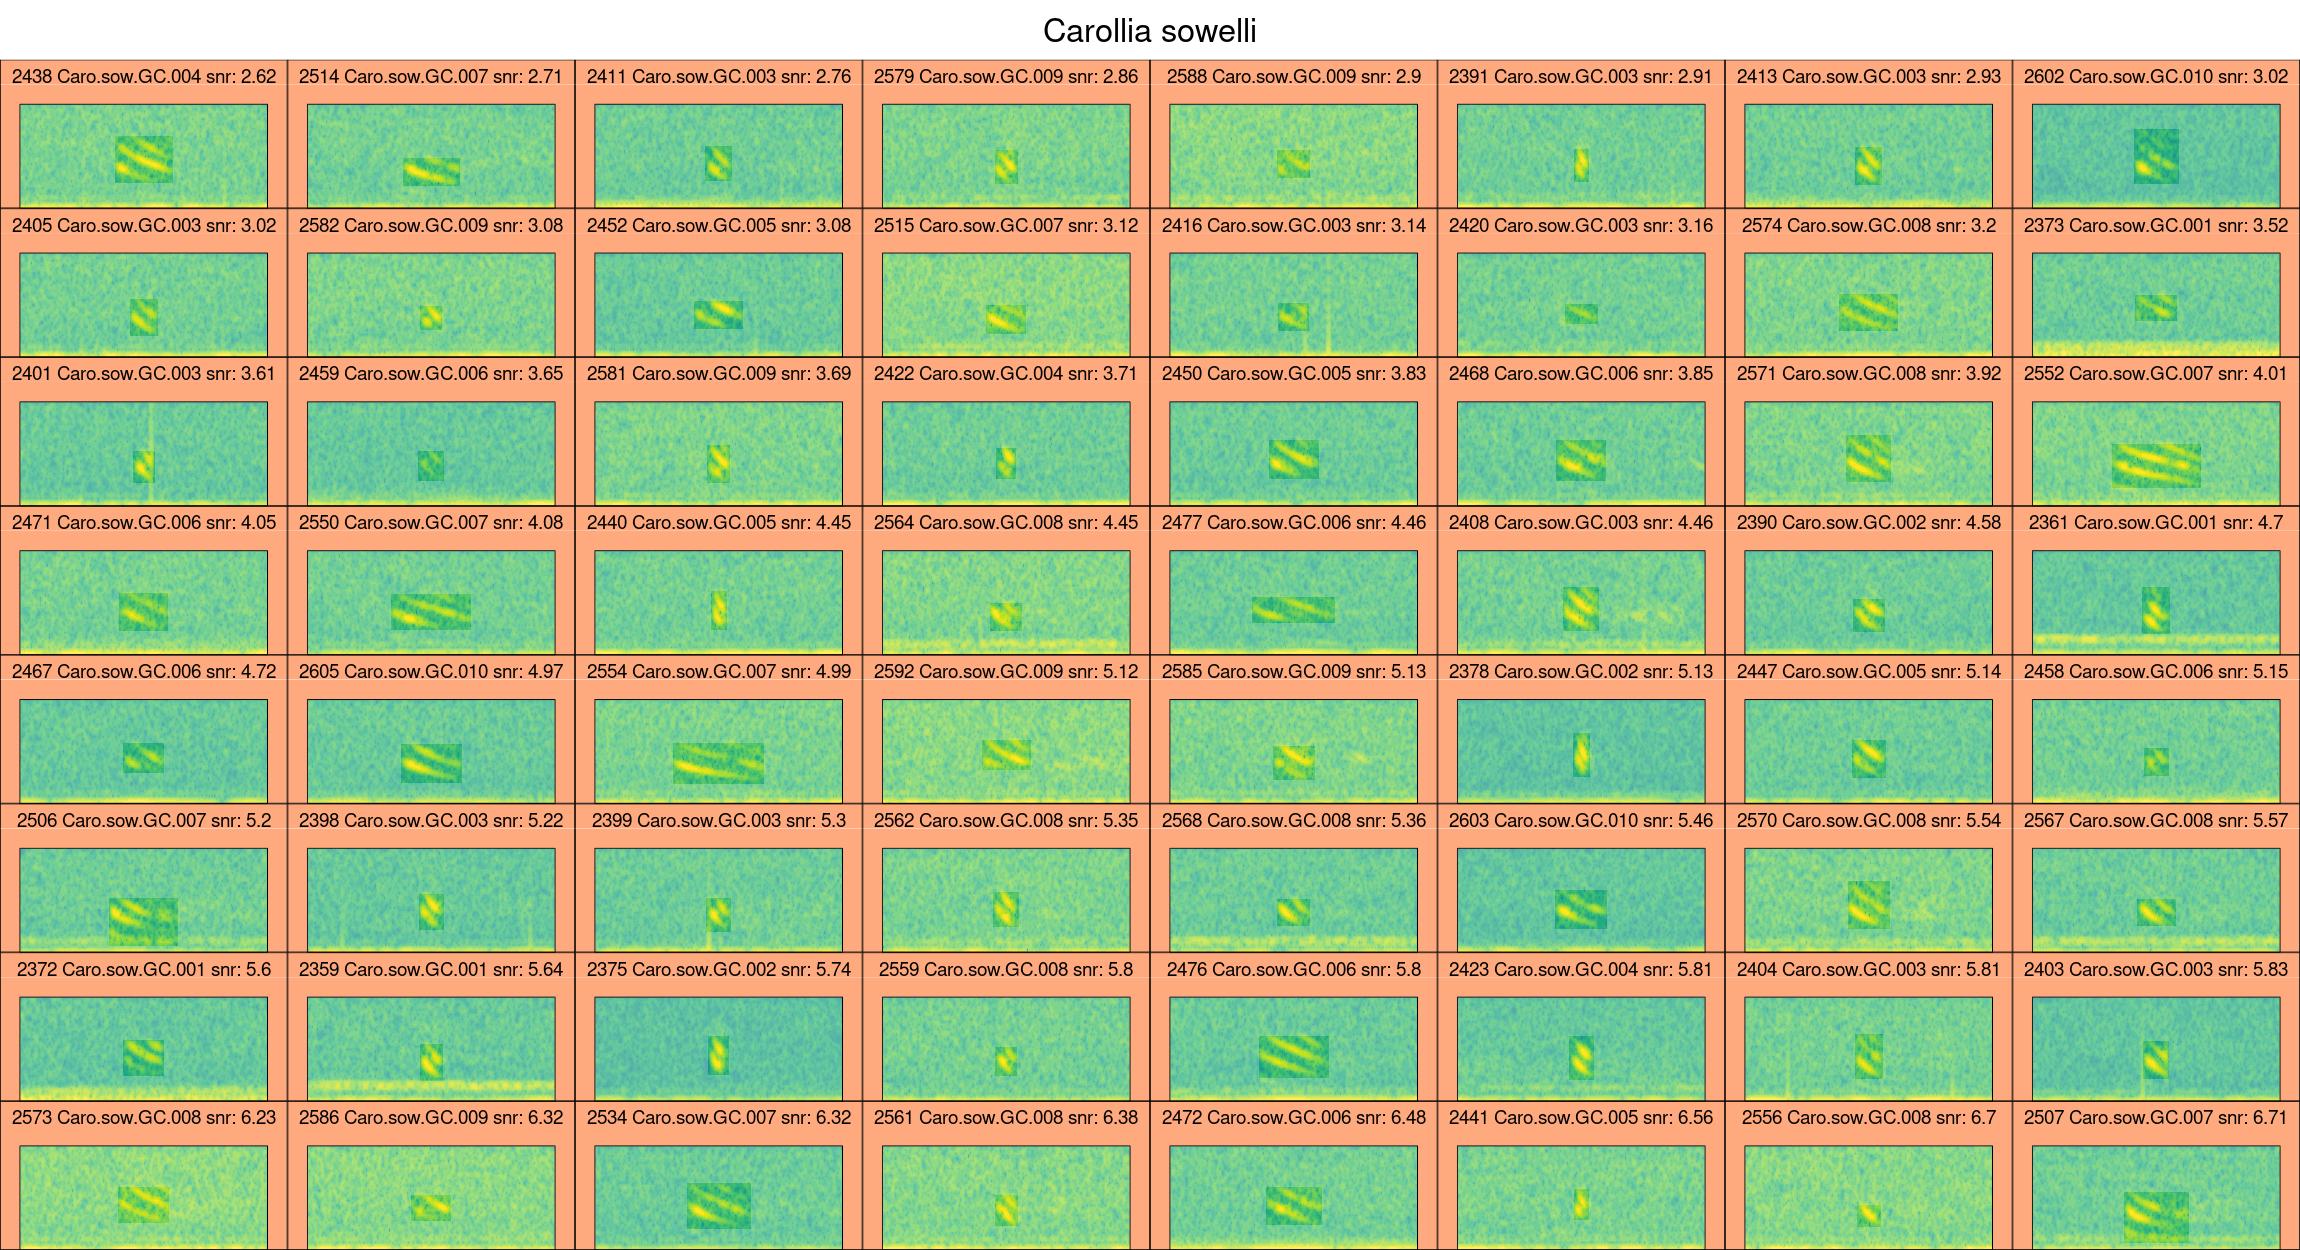 Carollia sowelli
2438 Caro.sow.GC.004 snr: 2.62
2514 Caro.sow.GC.007 snr: 2.71
2411 Caro.sow.GC.003 snr: 2.76
2579 Caro.sow.GC.009 snr: 2.86
2588 Caro.sow.GC.009 snr: 2.9
2391 Caro.sow.GC.003 snr: 2.91
2413 Caro.sow.GC.003 snr: 2.93
2602 Caro.sow.GC.010 snr: 3.02
2405 Caro.sow.GC.003 snr: 3.02
2582 Caro.sow.GC.009 snr: 3.08
2452 Caro.sow.GC.005 snr: 3.08
2515 Caro.sow.GC.007 snr: 3.12
2416 Caro.sow.GC.003 snr: 3.14
2420 Caro.sow.GC.003 snr: 3.16
2574 Caro.sow.GC.008 snr: 3.2
2373 Caro.sow.GC.001 snr: 3.52
2401 Caro.sow.GC.003 snr: 3.61
2459 Caro.sow.GC.006 snr: 3.65
2581 Caro.sow.GC.009 snr: 3.69
2422 Caro.sow.GC.004 snr: 3.71
2450 Caro.sow.GC.005 snr: 3.83
2468 Caro.sow.GC.006 snr: 3.85
2571 Caro.sow.GC.008 snr: 3.92
2552 Caro.sow.GC.007 snr: 4.01
2471 Caro.sow.GC.006 snr: 4.05
2550 Caro.sow.GC.007 snr: 4.08
2440 Caro.sow.GC.005 snr: 4.45
2564 Caro.sow.GC.008 snr: 4.45
2477 Caro.sow.GC.006 snr: 4.46
2408 Caro.sow.GC.003 snr: 4.46
2390 Caro.sow.GC.002 snr: 4.58
2361 Caro.sow.GC.001 snr: 4.7
2467 Caro.sow.GC.006 snr: 4.72
2605 Caro.sow.GC.010 snr: 4.97
2554 Caro.sow.GC.007 snr: 4.99
2592 Caro.sow.GC.009 snr: 5.12
2585 Caro.sow.GC.009 snr: 5.13
2378 Caro.sow.GC.002 snr: 5.13
2447 Caro.sow.GC.005 snr: 5.14
2458 Caro.sow.GC.006 snr: 5.15
2506 Caro.sow.GC.007 snr: 5.2
2398 Caro.sow.GC.003 snr: 5.22
2399 Caro.sow.GC.003 snr: 5.3
2562 Caro.sow.GC.008 snr: 5.35
2568 Caro.sow.GC.008 snr: 5.36
2603 Caro.sow.GC.010 snr: 5.46
2570 Caro.sow.GC.008 snr: 5.54
2567 Caro.sow.GC.008 snr: 5.57
2372 Caro.sow.GC.001 snr: 5.6
2359 Caro.sow.GC.001 snr: 5.64
2375 Caro.sow.GC.002 snr: 5.74
2559 Caro.sow.GC.008 snr: 5.8
2476 Caro.sow.GC.006 snr: 5.8
2423 Caro.sow.GC.004 snr: 5.81
2404 Caro.sow.GC.003 snr: 5.81
2403 Caro.sow.GC.003 snr: 5.83
2573 Caro.sow.GC.008 snr: 6.23
2586 Caro.sow.GC.009 snr: 6.32
2534 Caro.sow.GC.007 snr: 6.32
2561 Caro.sow.GC.008 snr: 6.38
2472 Caro.sow.GC.006 snr: 6.48
2441 Caro.sow.GC.005 snr: 6.56
2556 Caro.sow.GC.008 snr: 6.7
2507 Caro.sow.GC.007 snr: 6.71